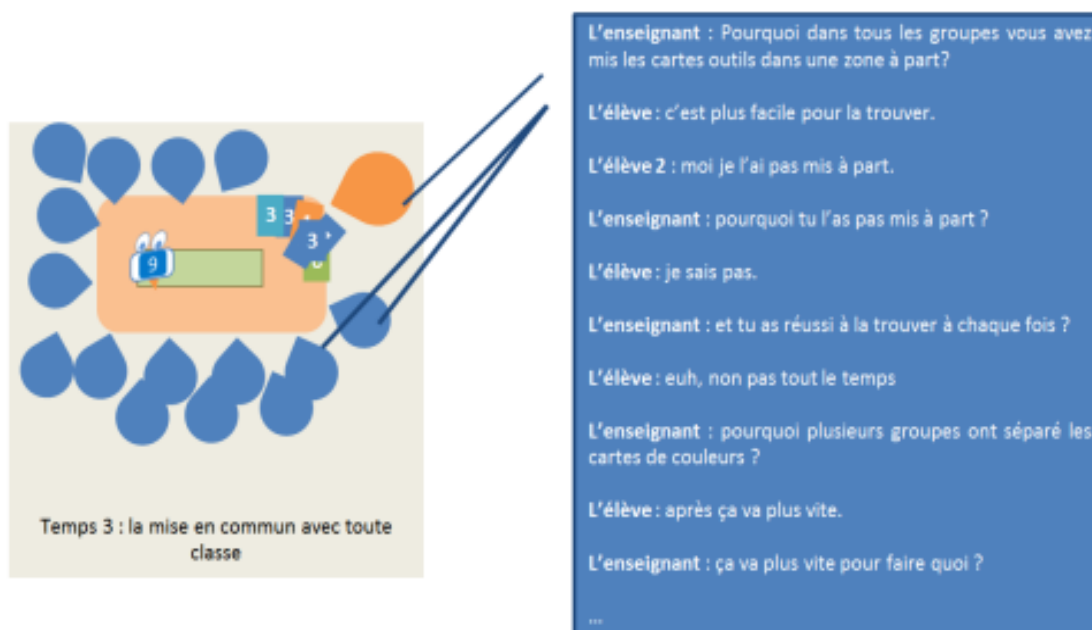 L'enseignant : Pourquoi dans tous les groupes vous avez
mis les cartes outils dans une zone à part?
L'élève : c'est plus facile pour la trouver.
L'élève 2 : moi je l'ai pas mis à part.
L'enseignant : pourquoi tu l'as pas mis à part ?
L'élève : je sais pas.
L'enseignant : et tu as réussi à la trouver à chaque fois ?
L'élève : euh, non pas tout le temps
L'enseignant : pourquoi plusieurs groupes ont séparé les
cartes de couleurs ?
L'élève : après ça va plus vite.
L'enseignant : ça va plus vite pour faire quoi ?
...
3 3
3 +
9
Temps 3 : la mise en commun avec toute
classe